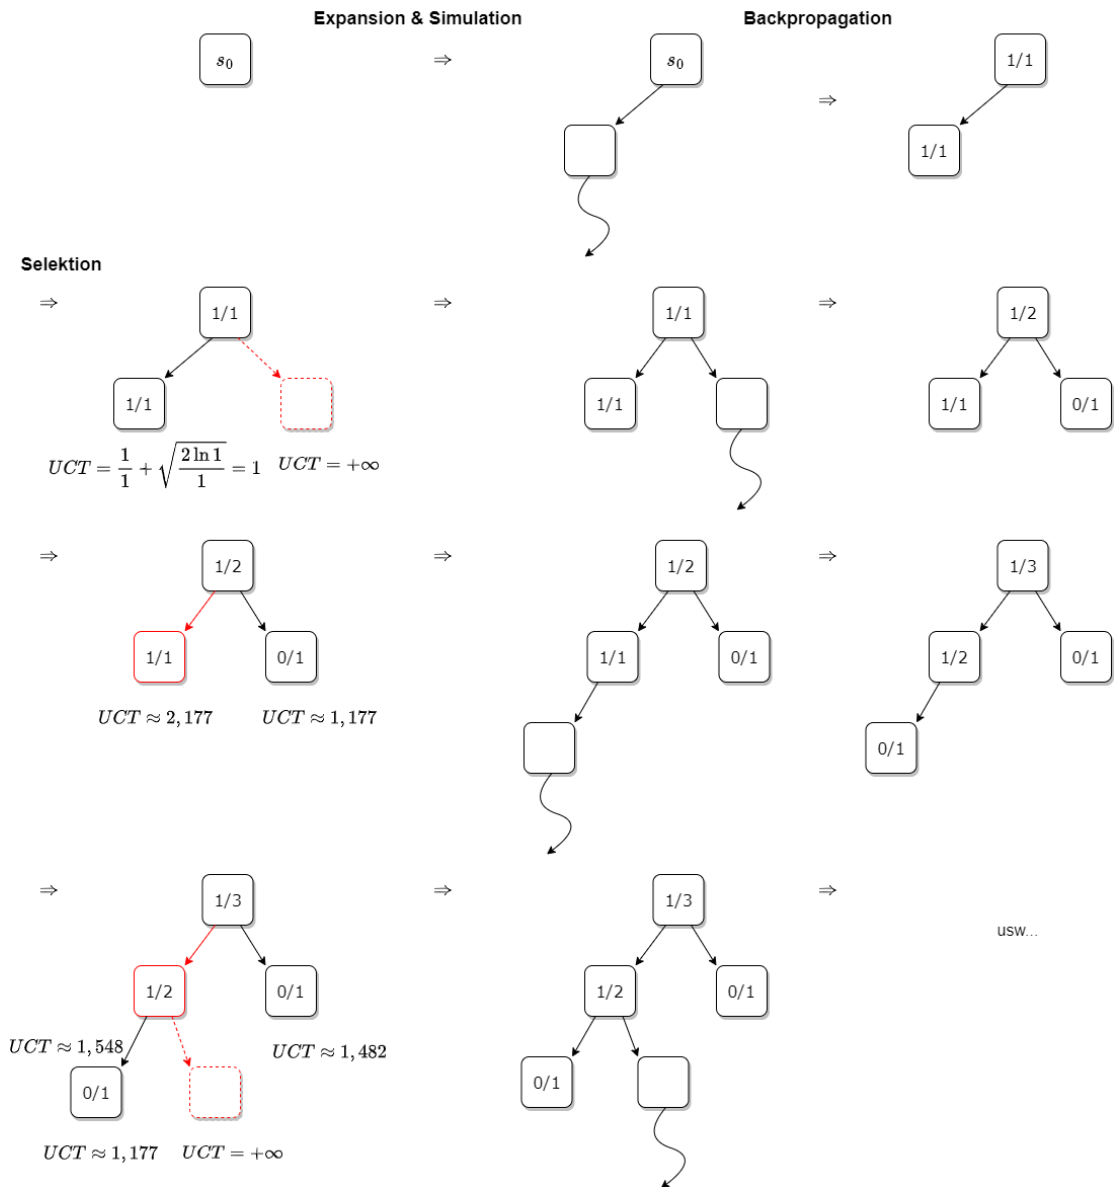 Expansion & Simulation
Backpropagation
s₀
⇒
s₀
⇒
1/1
1/1
Selektion
⇒
1/1
⇒
1/1
⇒
1/2
1/1
1/1
1/1
0/1
UCT = 1/1 + √(2 ln 1/1) = 1
UCT = +∞
⇒
1/2
⇒
1/2
⇒
1/3
1/1
0/1
1/1
0/1
1/2
0/1
UCT ≈ 2,177
UCT ≈ 1,177
0/1
⇒
1/3
⇒
1/3
⇒
usw...
1/2
0/1
1/2
0/1
UCT ≈ 1,548
UCT ≈ 1,482
0/1
0/1
UCT ≈ 1,177
UCT = +∞